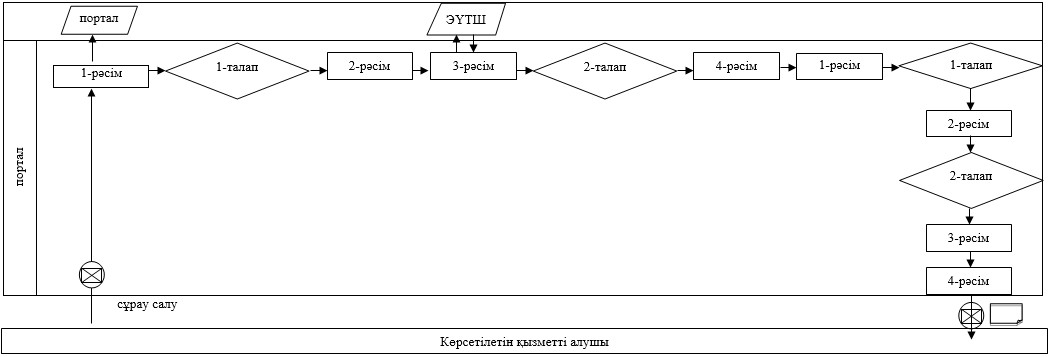 портал
ЭҮТШ
1-рәсім
1-талап
2-рәсім
3-рәсім
2-талап
4-рәсім
1-рәсім
1-талап
2-рәсім
портал
2-талап
3-рәсім
4-рәсім
сұрау салу
Көрсетілетін қызметті алушы